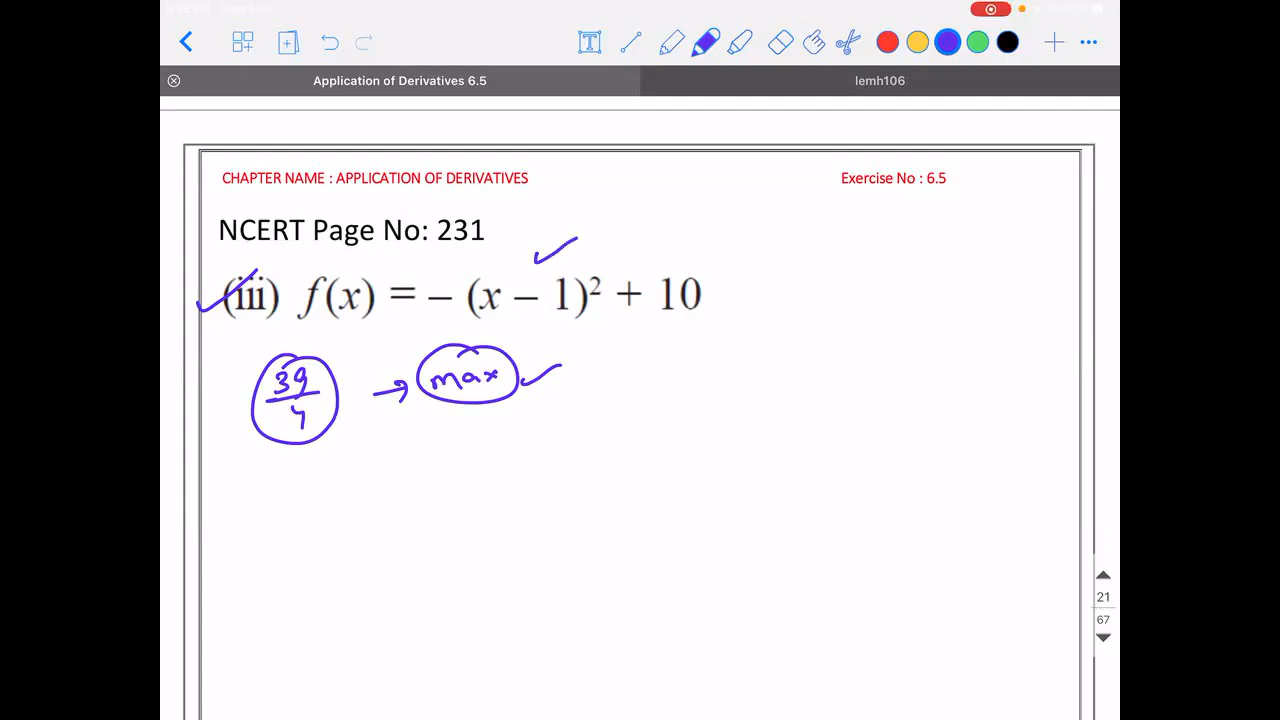 Application of Derivatives 6.5
lemh106
CHAPTER NAME : APPLICATION OF DERIVATIVES
Exercise No : 6.5
NCERT Page No: 231
(iii) f(x) = – (x – 1)² + 10
39/4 → max
21
67